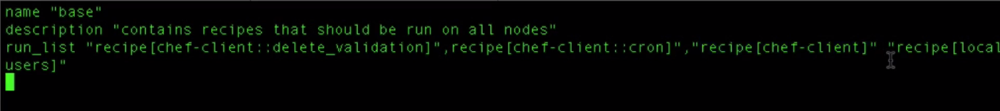 name "base"
description "contains recipes that should be run on all nodes"
run_list "recipe[chef-client::delete_validation]",recipe[chef-client::cron]","recipe[chef-client]" "recipe[local
users]"